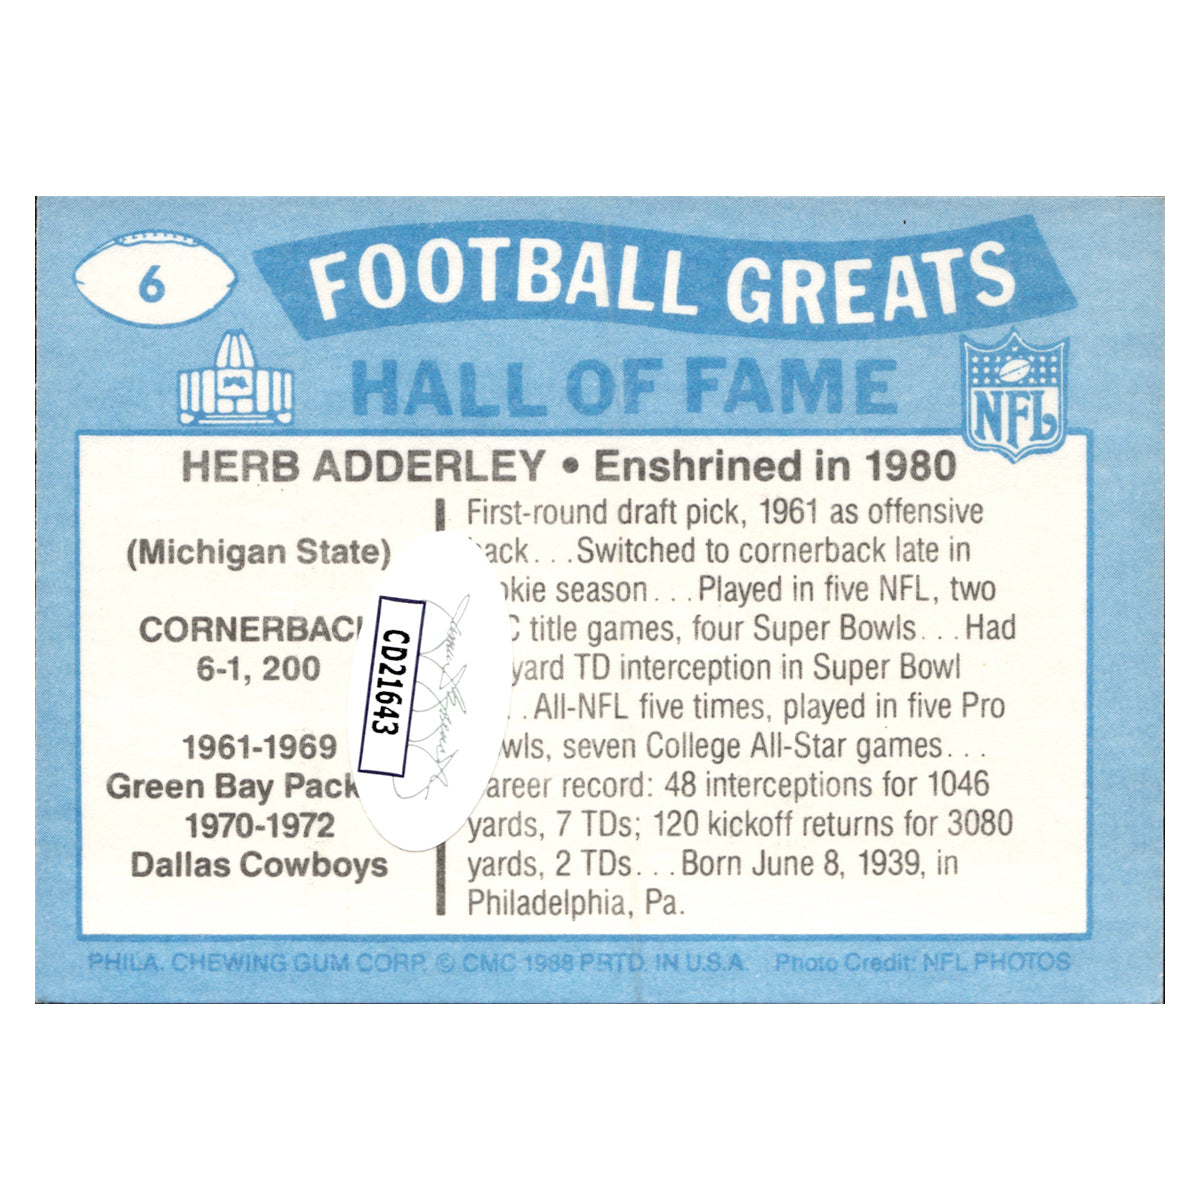 6
FOOTBALL GREATS
HALL OF FAME
NFL
HERB ADDERLEY • Enshrined in 1980
(Michigan State)
CORNERBACK
6-1, 200
1961-1969
Green Bay Pack
1970-1972
Dallas Cowboys
First-round draft pick, 1961 as offensive
back. . .Switched to cornerback late in
okie season. . .Played in five NFL, two
C title games, four Super Bowls. . .Had
yard TD interception in Super Bowl
. .All-NFL five times, played in five Pro
wls, seven College All-Star games. . .
areer record: 48 interceptions for 1046
yards, 7 TDs; 120 kickoff returns for 3080
yards, 2 TDs. . .Born June 8, 1939, in
Philadelphia, Pa.
CD21643
PHILA. CHEWING GUM CORP. © CMC 1988 PRTD. IN U.S.A. Photo Credit: NFL PHOTOS